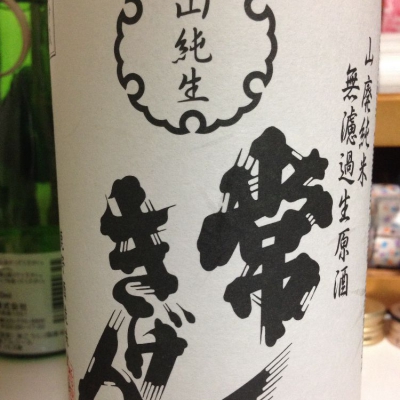 山廃純米
無濾過生原酒
山純生
常
きげん